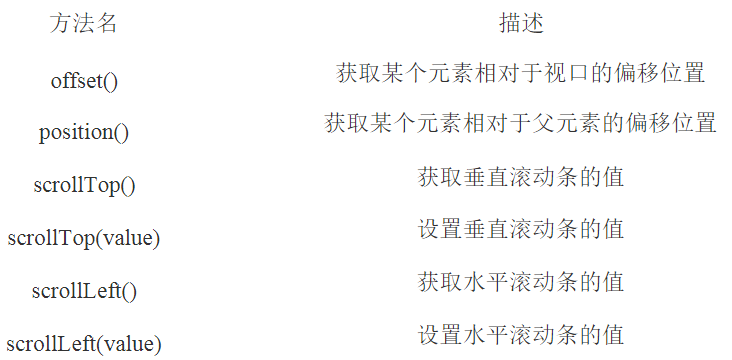 方法名 描述
offset() 获取某个元素相对于视口的偏移位置
position() 获取某个元素相对于父元素的偏移位置
scrollTop() 获取垂直滚动条的值
scrollTop(value) 设置垂直滚动条的值
scrollLeft() 获取水平滚动条的值
scrollLeft(value) 设置水平滚动条的值